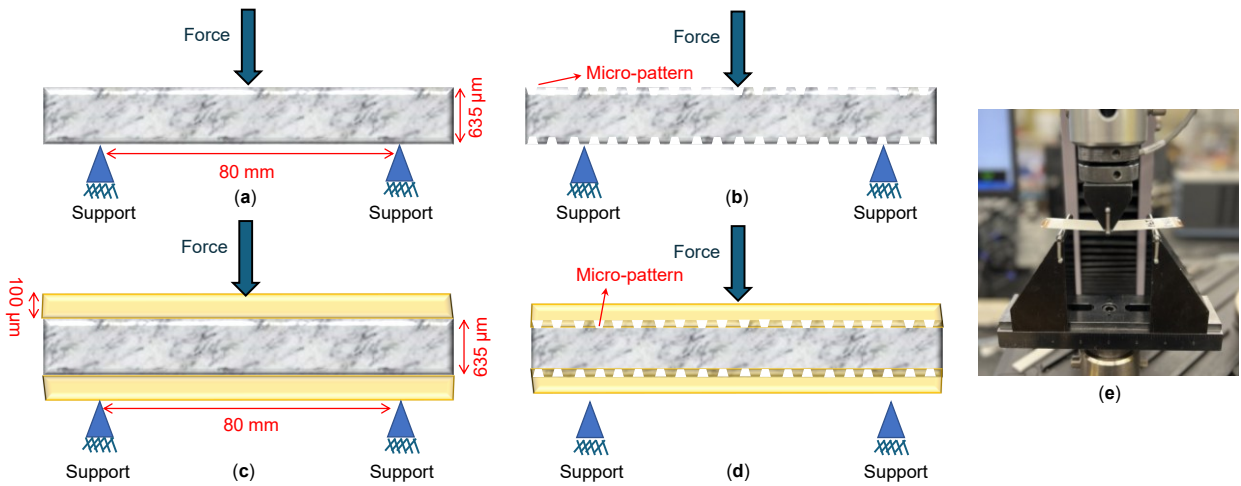 Force
635 µm
80 mm
Support
Support
(a)
Force
Micro-pattern
Support
Support
(b)
Force
100 µm
635 µm
80 mm
Support
Support
(c)
Force
Micro-pattern
Support
Support
(d)
(e)